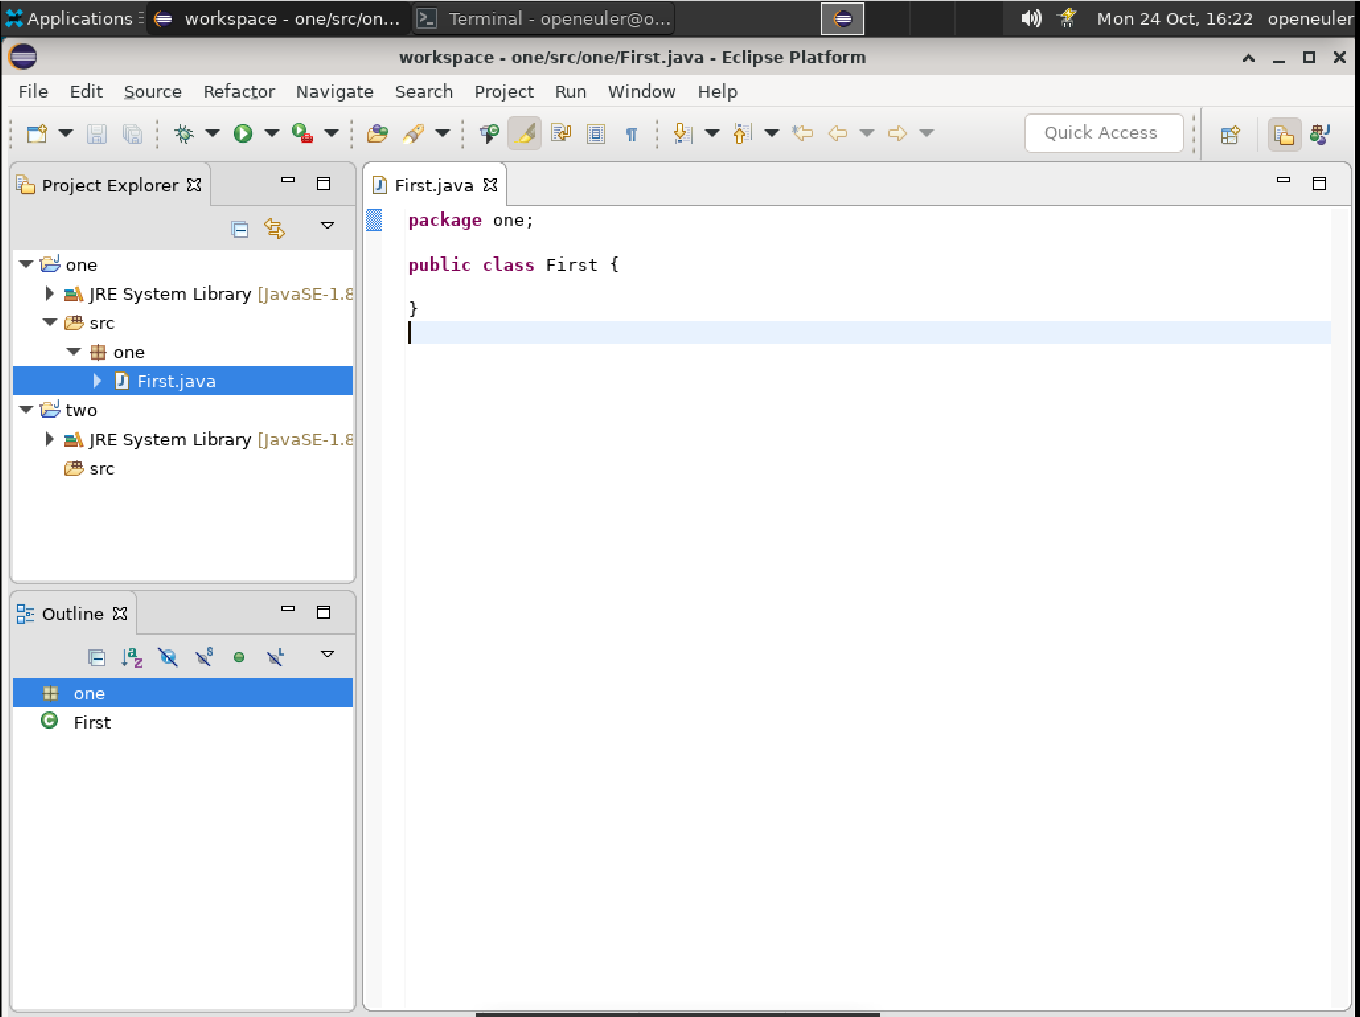 Applications
workspace - one/src/on...
Terminal - openeuler@o...
Mon 24 Oct, 16:22
openeuler
workspace - one/src/one/First.java - Eclipse Platform
File Edit Source Refactor Navigate Search Project Run Window Help
Quick Access
Project Explorer
one
JRE System Library [JavaSE-1.8
src
one
First.java
two
JRE System Library [JavaSE-1.8
src
Outline
one
First
First.java
package one;
public class First {
}